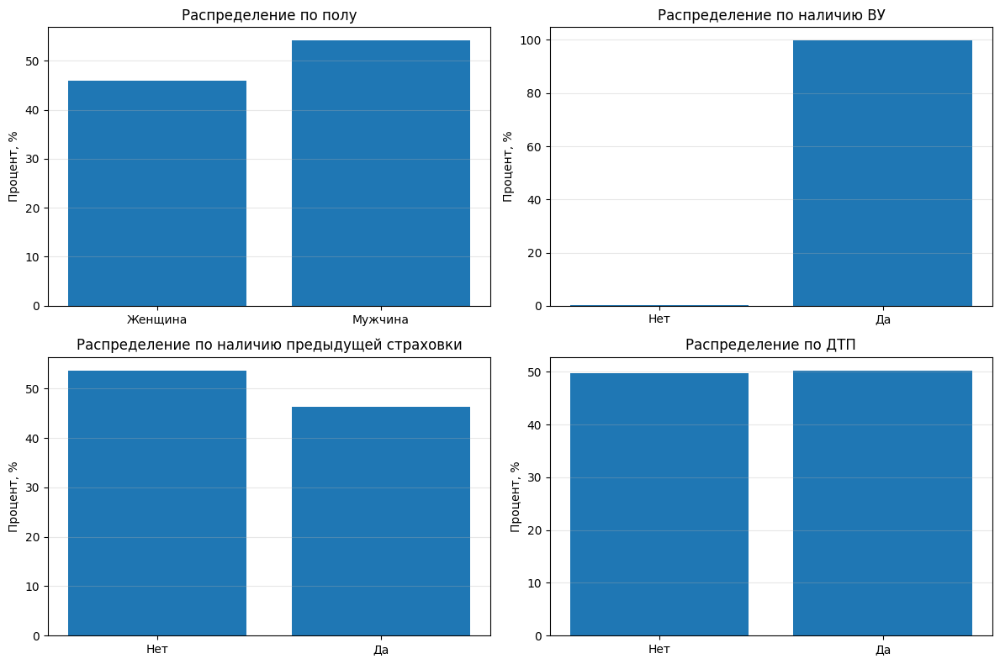 Распределение по полу
Процент, %
50
40
30
20
10
0
Женщина
Мужчина
Распределение по наличию ВУ
Процент, %
100
80
60
40
20
0
Нет
Да
Распределение по наличию предыдущей страховки
Процент, %
50
40
30
20
10
0
Нет
Да
Распределение по ДТП
Процент, %
50
40
30
20
10
0
Нет
Да